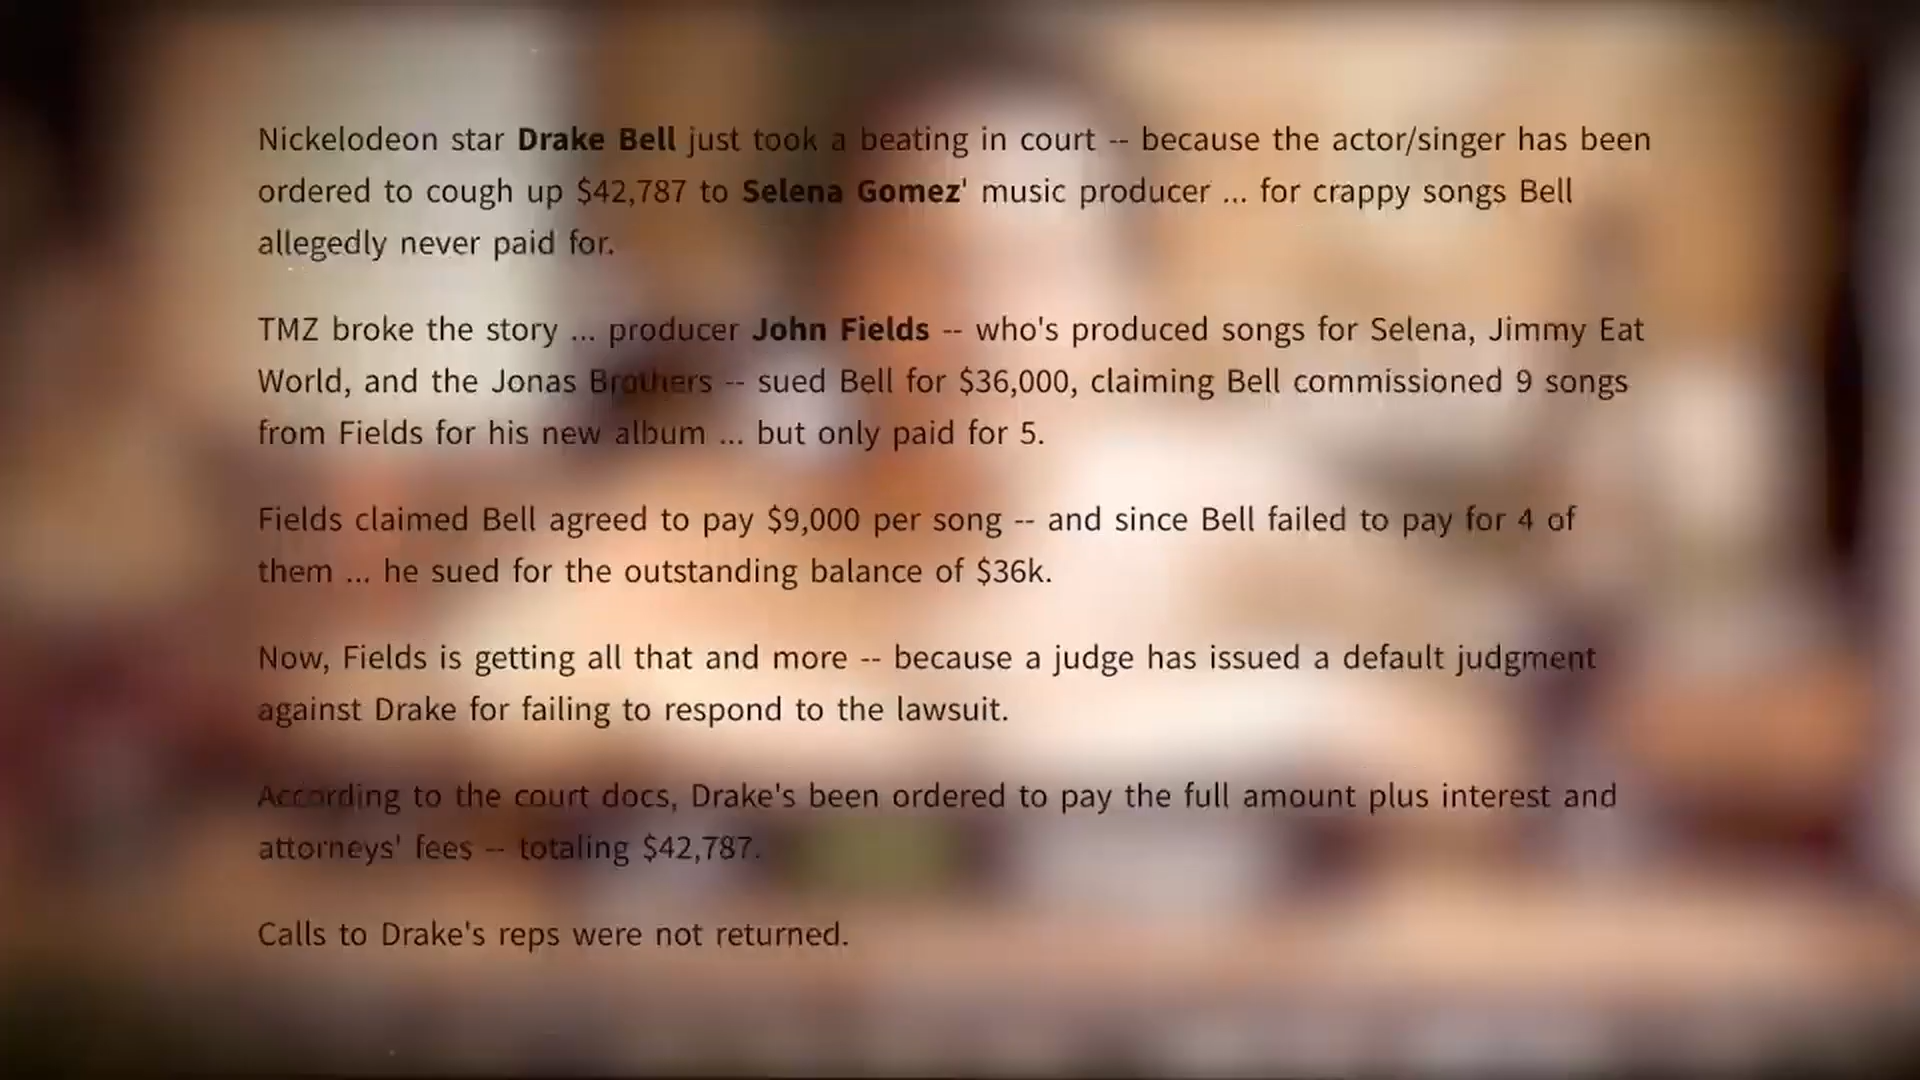 Nickelodeon star Drake Bell just took a beating in court -- because the actor/singer has been
ordered to cough up $42,787 to Selena Gomez' music producer ... for crappy songs Bell
allegedly never paid for.
TMZ broke the story ... producer John Fields -- who's produced songs for Selena, Jimmy Eat
World, and the Jonas Brothers -- sued Bell for $36,000, claiming Bell commissioned 9 songs
from Fields for his new album ... but only paid for 5.
Fields claimed Bell agreed to pay $9,000 per song -- and since Bell failed to pay for 4 of
them ... he sued for the outstanding balance of $36k.
Now, Fields is getting all that and more -- because a judge has issued a default judgment
against Drake for failing to respond to the lawsuit.
According to the court docs, Drake's been ordered to pay the full amount plus interest and
attorneys' fees -- totaling $42,787.
Calls to Drake's reps were not returned.